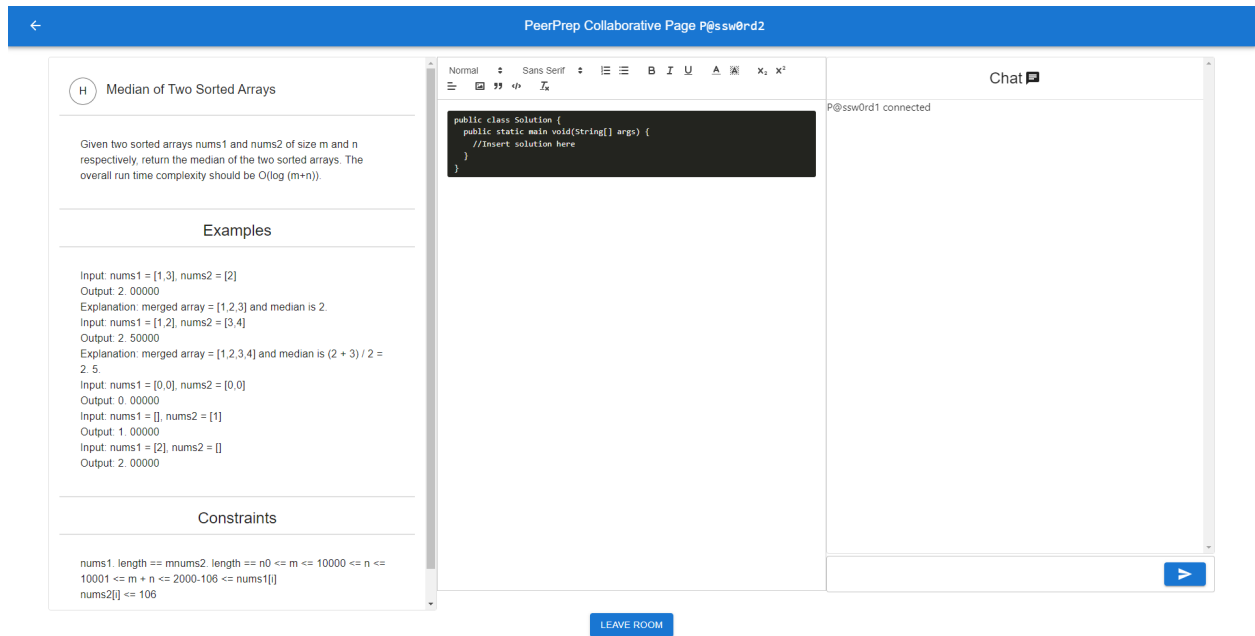 PeerPrep Collaborative Page P@ssw0rd2
H Median of Two Sorted Arrays
Given two sorted arrays nums1 and nums2 of size m and n
respectively, return the median of the two sorted arrays. The
overall run time complexity should be O(log (m+n)).
Examples
Input: nums1 = [1,3], nums2 = [2]
Output: 2. 00000
Explanation: merged array = [1,2,3] and median is 2.
Input: nums1 = [1,2], nums2 = [3,4]
Output: 2. 50000
Explanation: merged array = [1,2,3,4] and median is (2 + 3) / 2 =
2. 5.
Input: nums1 = [0,0], nums2 = [0,0]
Output: 0. 00000
Input: nums1 = [], nums2 = [1]
Output: 1. 00000
Input: nums1 = [2], nums2 = []
Output: 2. 00000
Constraints
nums1. length == mnums2. length == n0 <= m <= 10000 <= n <=
10001 <= m + n <= 2000-106 <= nums1[i]
nums2[i] <= 106
Normal Sans Serif B I U A A X₂ X²
public class Solution {
public static main void(String[] args) {
//Insert solution here
}
}
Chat
P@ssw0rd1 connected
LEAVE ROOM